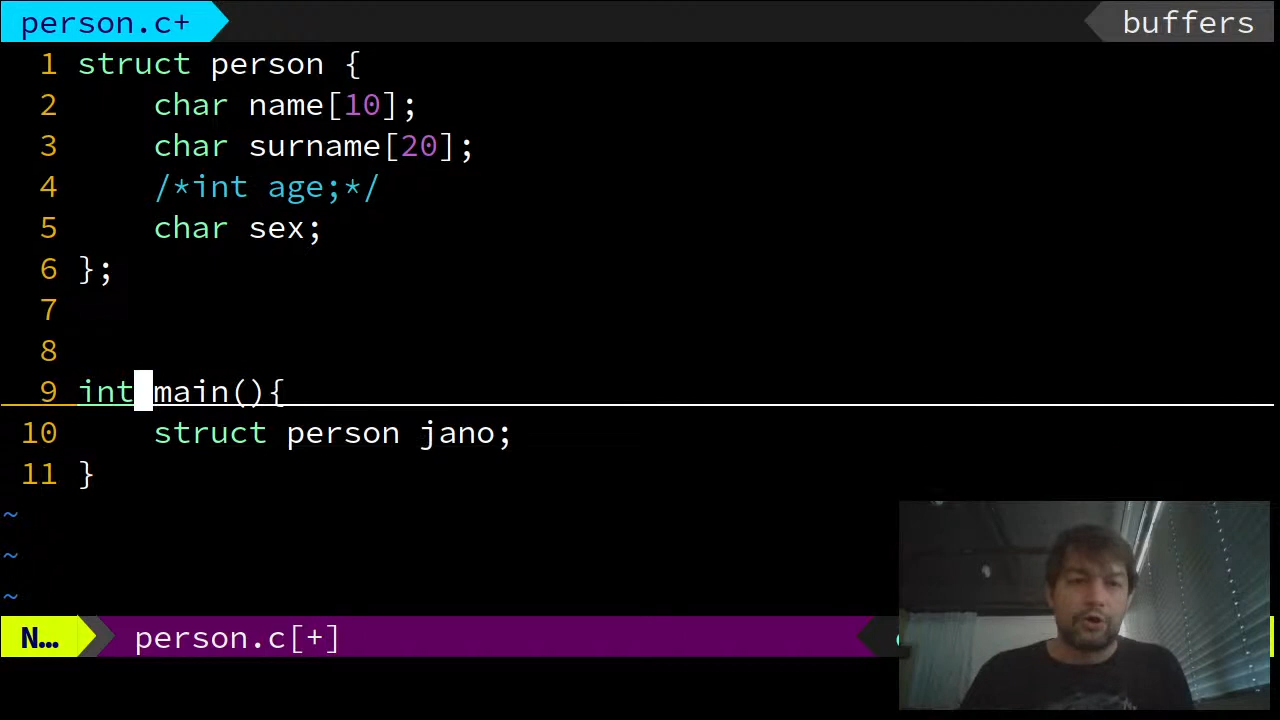 person.c+ buffers
1 struct person {
2 char name[10];
3 char surname[20];
4 /*int age;*/
5 char sex;
6 };
7
8
9 int main(){
10 struct person jano;
11 }
~
~
~
N… person.c[+]